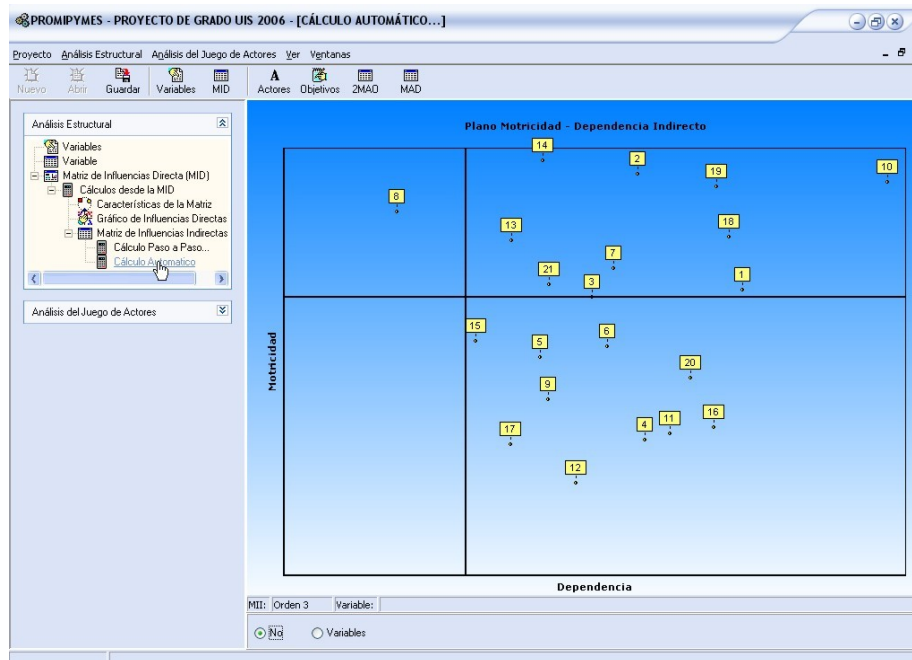 PROMIPYMES - PROYECTO DE GRADO UIS 2006 - [CÁLCULO AUTOMÁTICO...]
Proyecto Análisis Estructural Análisis del Juego de Actores Ver Ventanas
Nuevo Abrir Guardar Variables MID Actores Objetivos 2MAO MAD
Análisis Estructural
Variables
Variable
Matriz de Influencias Directa (MID)
Cálculos desde la MID
Características de la Matriz
Gráfico de Influencias Directas
Matriz de Influencias Indirectas
Cálculo Paso a Paso...
Cálculo Automatico
Análisis del Juego de Actores
Plano Motricidad - Dependencia Indirecto
14
2
19
10
8
13
18
7
21
3
1
15
5
6
20
9
17
4
11
16
12
Motricidad
Dependencia
MII: Orden 3 Variable:
No Variables